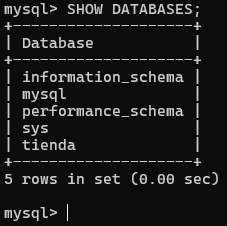 mysql> SHOW DATABASES;
+--------------------+
| Database           |
+--------------------+
| information_schema |
| mysql              |
| performance_schema |
| sys                |
| tienda             |
+--------------------+
5 rows in set (0.00 sec)

mysql>